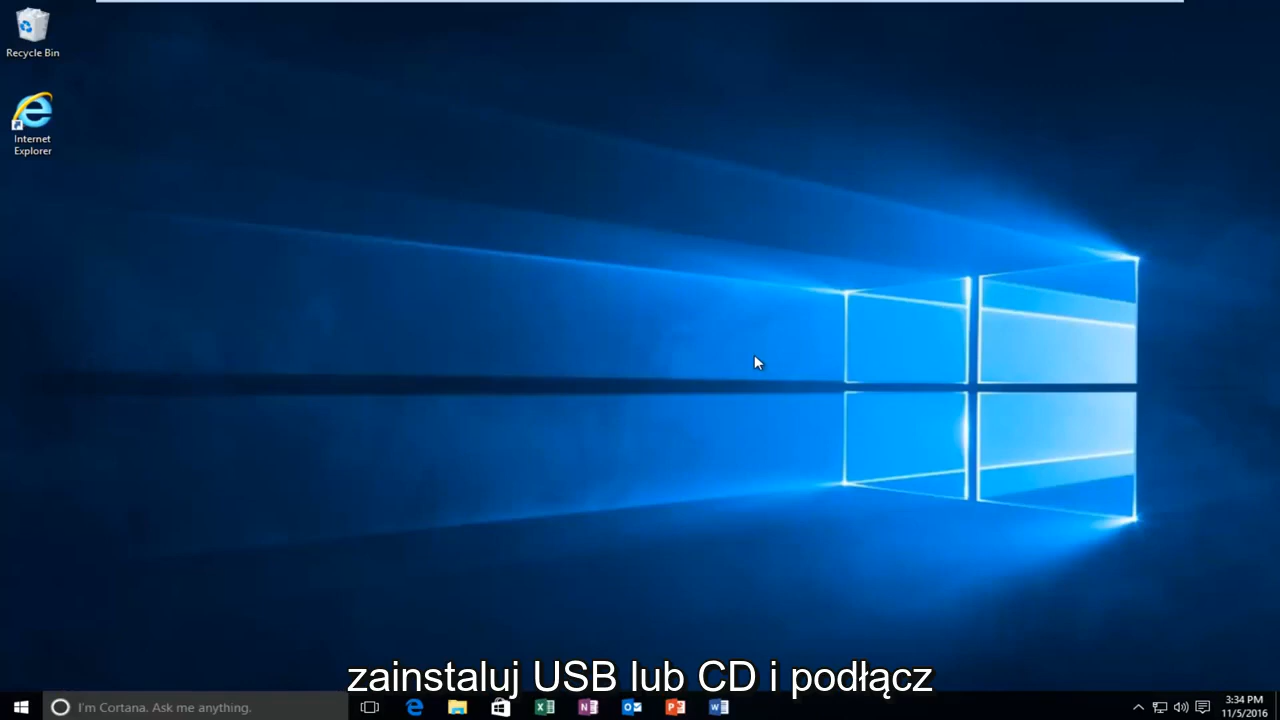 Recycle Bin
Internet
Explorer
zainstaluj USB lub CD i podłącz
I'm Cortana. Ask me anything.
3:34 PM
11/5/2016